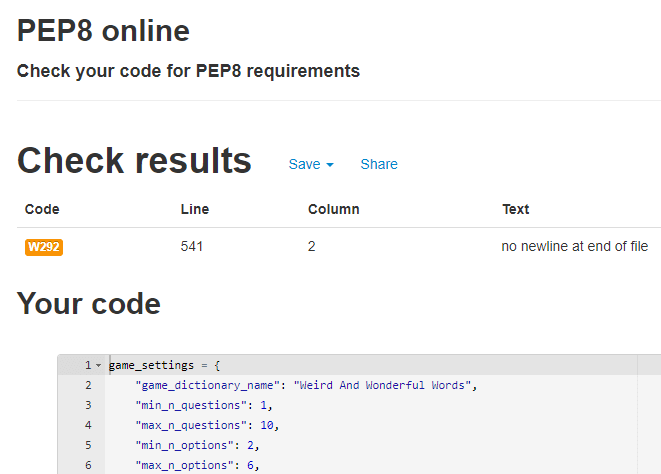 PEP8 online
Check your code for PEP8 requirements
Check results Save Share
Code Line Column Text
W292 541 2 no newline at end of file
Your code
1 game_settings = {
2 "game_dictionary_name": "Weird And Wonderful Words",
3 "min_n_questions": 1,
4 "max_n_questions": 10,
5 "min_n_options": 2,
6 "max_n_options": 6,